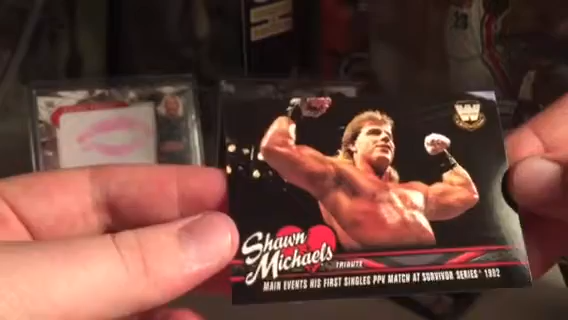 Shawn
Michaels
TRIBUTE
MAIN EVENTS HIS FIRST SINGLES PPV MATCH AT SURVIVOR SERIES® 1992